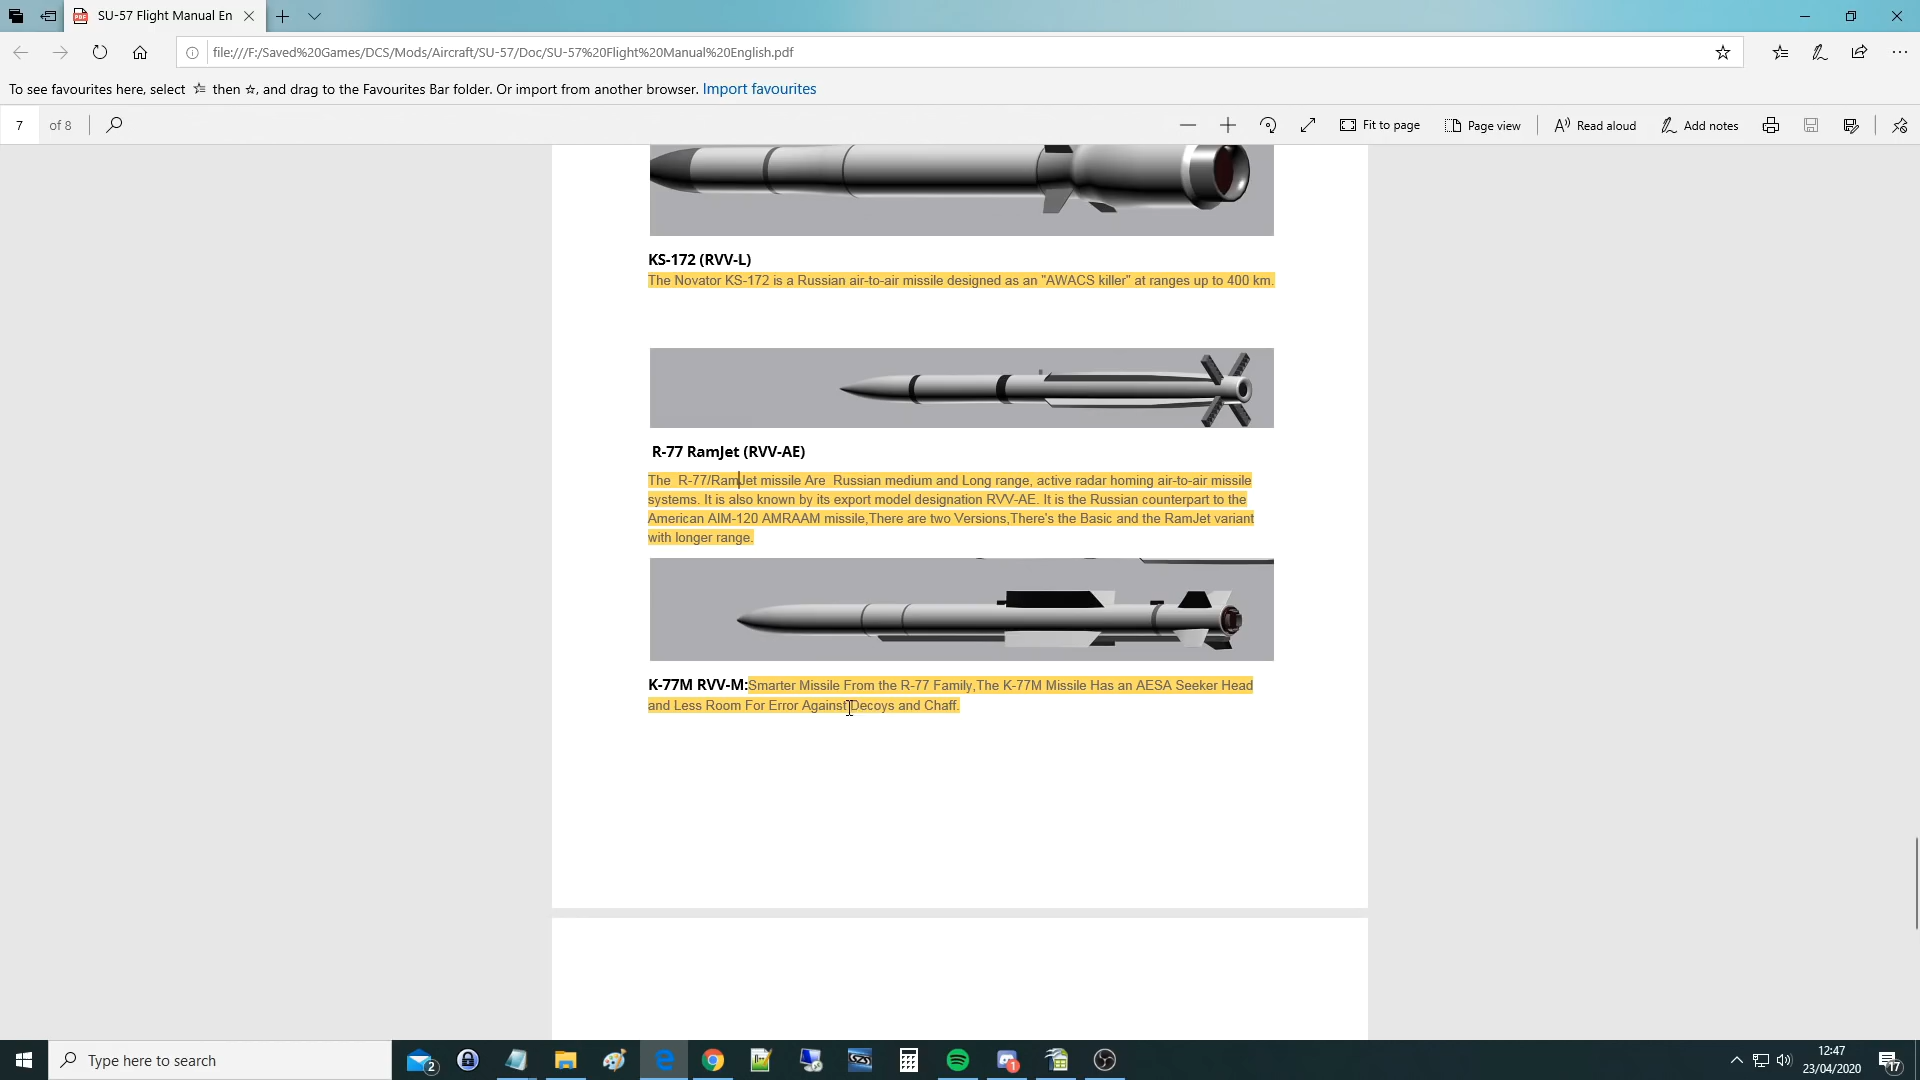 SU-57 Flight Manual En
file:///F:/Saved%20Games/DCS/Mods/Aircraft/SU-57/Doc/SU-57%20Flight%20Manual%20English.pdf
To see favourites here, select then , and drag to the Favourites Bar folder. Or import from another browser. Import favourites
7 of 8 Fit to page Page view Read aloud Add notes
KS-172 (RVV-L)
The Novator KS-172 is a Russian air-to-air missile designed as an "AWACS killer" at ranges up to 400 km.
R-77 RamJet (RVV-AE)
The R-77/RamJet missile Are Russian medium and Long range, active radar homing air-to-air missile
systems. It is also known by its export model designation RVV-AE. It is the Russian counterpart to the
American AIM-120 AMRAAM missile,There are two Versions,There's the Basic and the RamJet variant
with longer range.
K-77M RVV-M:Smarter Missile From the R-77 Family,The K-77M Missile Has an AESA Seeker Head
and Less Room For Error Against Decoys and Chaff.
Type here to search
2
1
12:47
23/04/2020
17